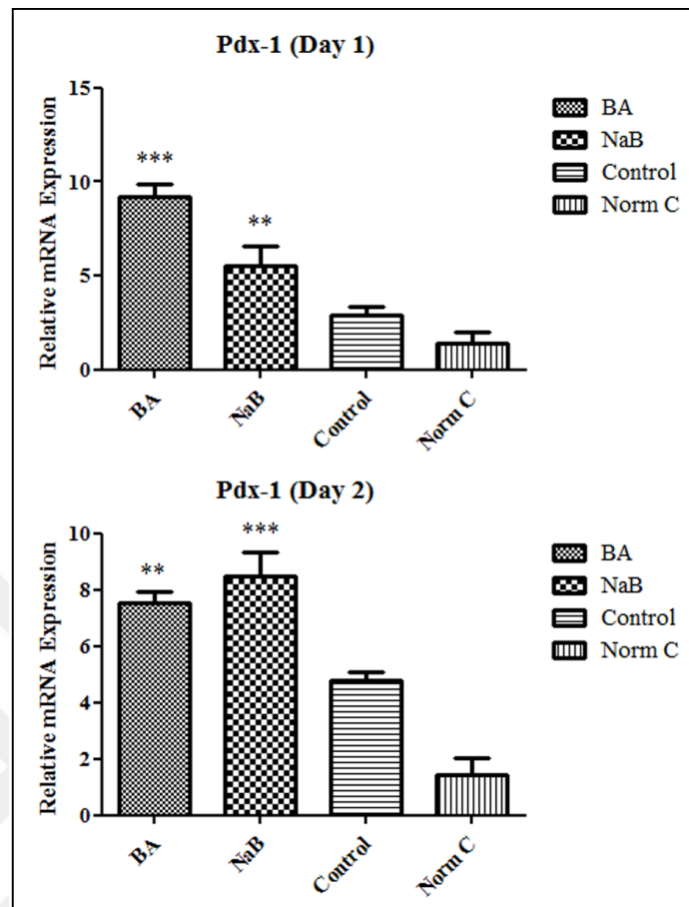 Pdx-1 (Day 1)
Relative mRNA Expression
15
10
5
0
***
**
BA
NaB
Control
Norm C
BA
NaB
Control
Norm C
Pdx-1 (Day 2)
Relative mRNA Expression
10
8
6
4
2
0
**
***
BA
NaB
Control
Norm C
BA
NaB
Control
Norm C